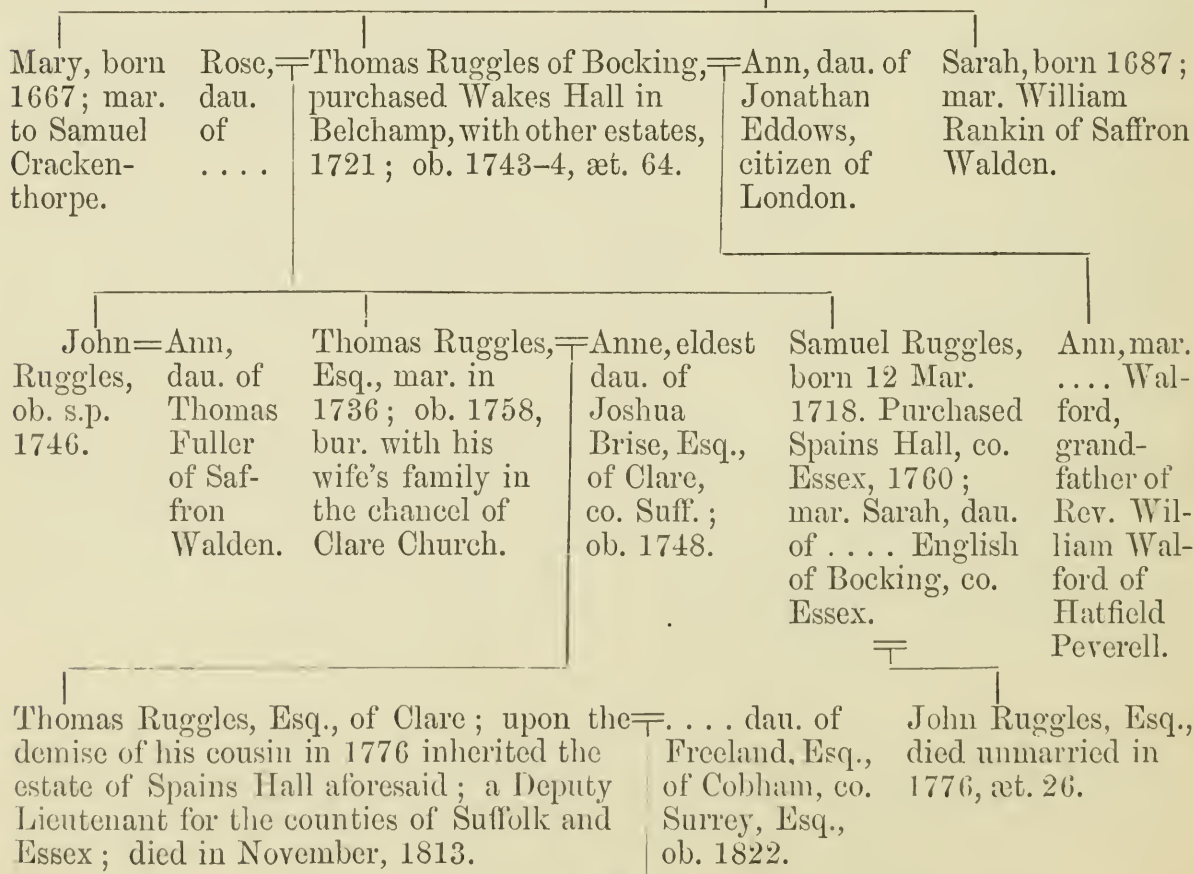 Mary, born
1667; mar.
to Samuel
Cracken-
thorpe.
Rose,
dau.
of
....
Thomas Ruggles of Bocking,
purchased Wakes Hall in
Belchamp, with other estates,
1721; ob. 1743–4, æt. 64.
Ann, dau. of
Jonathan
Eddows,
citizen of
London.
Sarah, born 1687;
mar. William
Rankin of Saffron
Walden.
John
Ruggles,
ob. s.p.
1746.
Ann,
dau. of
Thomas
Fuller
of Saf-
fron
Walden.
Thomas Ruggles,
Esq., mar. in
1736; ob. 1758,
bur. with his
wife's family in
the chancel of
Clare Church.
Anne, eldest
dau. of
Joshua
Brise, Esq.,
of Clare,
co. Suff.;
ob. 1748.
Samuel Ruggles,
born 12 Mar.
1718. Purchased
Spains Hall, co.
Essex, 1760;
mar. Sarah, dau.
of .... English
of Bocking, co.
Essex.
Ann, mar.
.... Wal-
ford,
grand-
father of
Rev. Wil-
liam Wal-
ford of
Hatfield
Peverell.
Thomas Ruggles, Esq., of Clare; upon the
demise of his cousin in 1776 inherited the
estate of Spains Hall aforesaid; a Deputy
Lieutenant for the counties of Suffolk and
Essex; died in November, 1813.
.... dau. of
Freeland, Esq.,
of Cobham, co.
Surrey, Esq.,
ob. 1822.
John Ruggles, Esq.,
died unmarried in
1776, æt. 26.